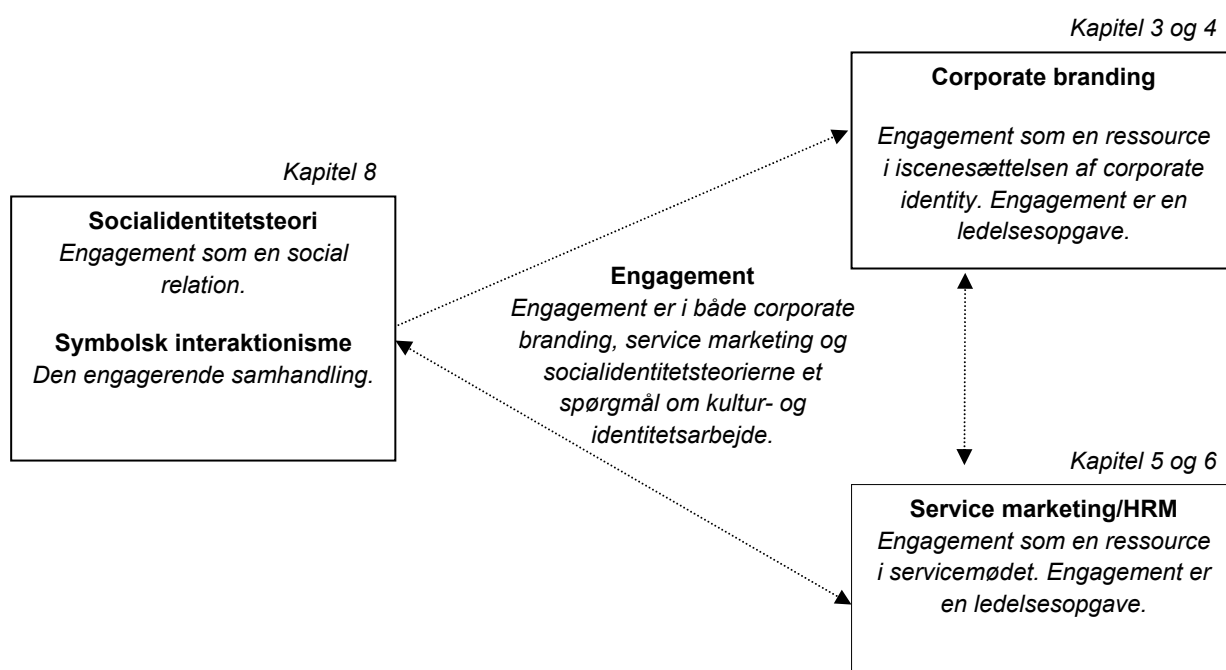 Kapitel 8
Socialidentitetsteori
Engagement som en social
relation.
Symbolsk interaktionisme
Den engagerende samhandling.
Engagement
Engagement er i både corporate
branding, service marketing og
socialidentitetsteorierne et
spørgmål om kultur- og
identitetsarbejde.
Kapitel 3 og 4
Corporate branding
Engagement som en ressource
i iscenesættelsen af corporate
identity. Engagement er en
ledelsesopgave.
Kapitel 5 og 6
Service marketing/HRM
Engagement som en ressource
i servicemødet. Engagement er
en ledelsesopgave.